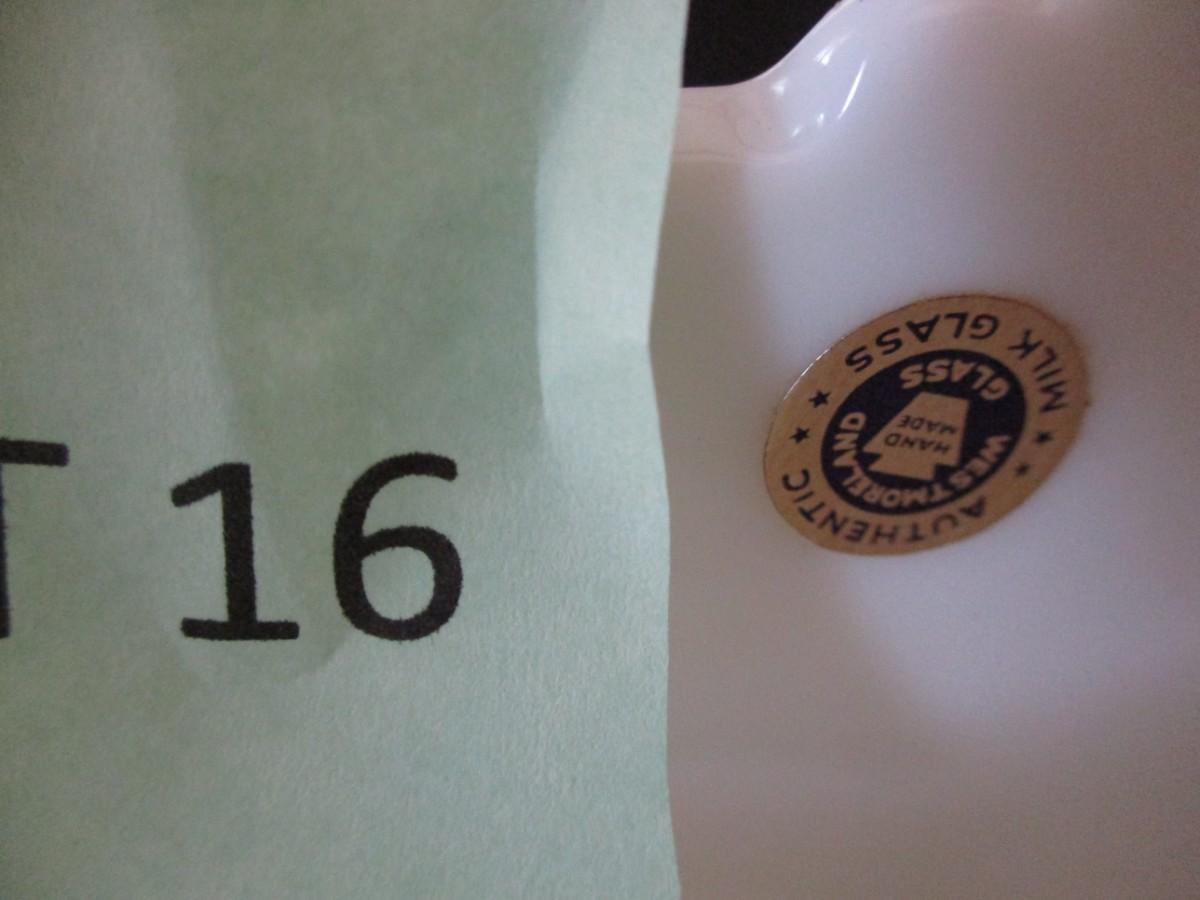 T 16
AUTHENTIC
MILK GLASS
WESTMORELAND
GLASS
HAND
MADE